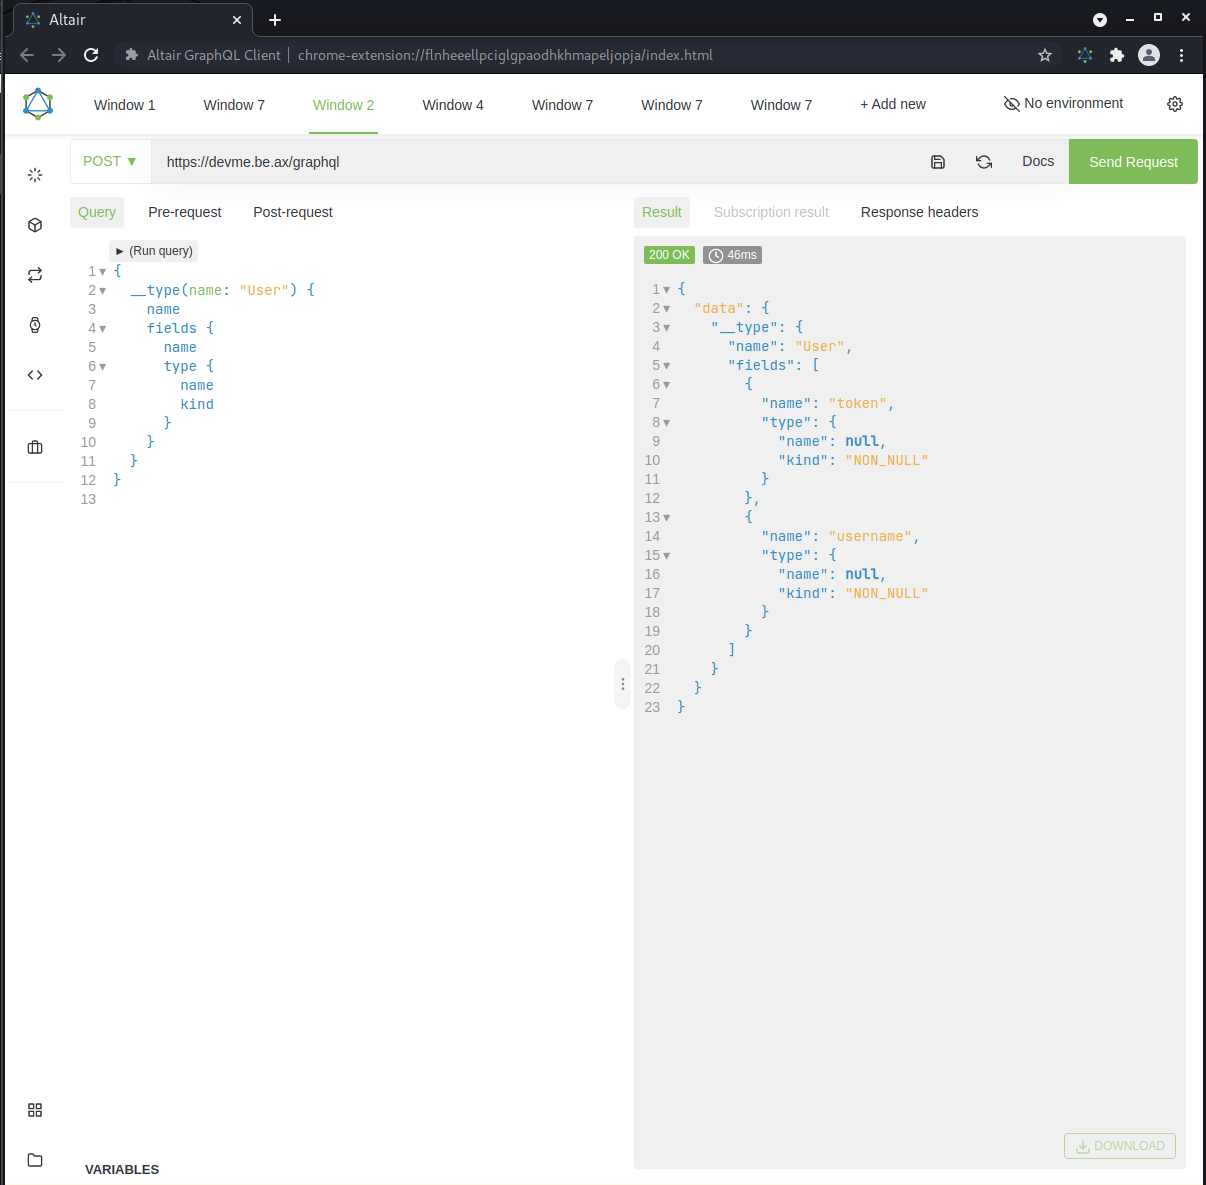 Altair
Altair GraphQL Client | chrome-extension://flnheeellpciglgpaodhkhmapeljopja/index.html
Window 1 Window 7 Window 2 Window 4 Window 7 Window 7 Window 7 + Add new No environment
POST ▼ https://devme.be.ax/graphql Docs Send Request
Query Pre-request Post-request
► (Run query)
1 ▾ {
2 ▾   __type(name: "User") {
3     name
4 ▾     fields {
5       name
6 ▾       type {
7         name
8         kind
9       }
10     }
11   }
12 }
13
VARIABLES
Result Subscription result Response headers
200 OK 46ms
1 ▾ {
2 ▾   "data": {
3 ▾     "__type": {
4       "name": "User",
5 ▾       "fields": [
6 ▾         {
7           "name": "token",
8 ▾           "type": {
9             "name": null,
10             "kind": "NON_NULL"
11           }
12         },
13 ▾         {
14           "name": "username",
15 ▾           "type": {
16             "name": null,
17             "kind": "NON_NULL"
18           }
19         }
20       ]
21     }
22   }
23 }
DOWNLOAD